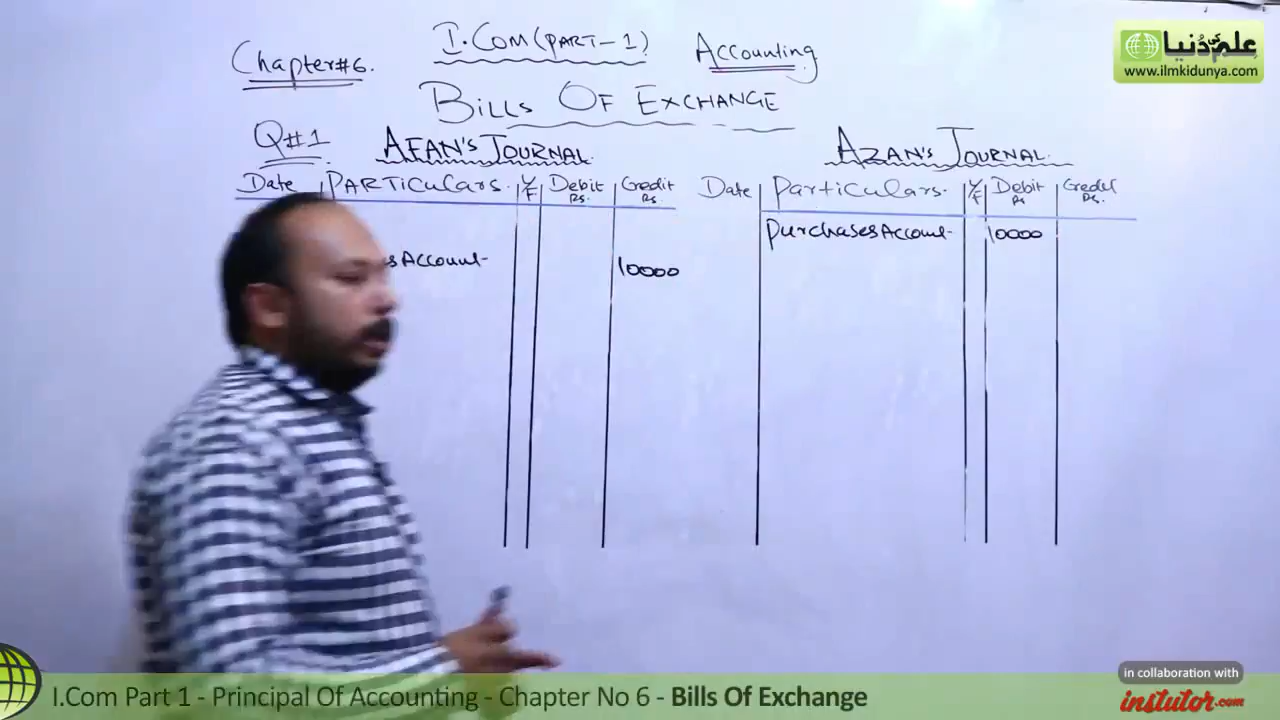 I.COM (PART-1)
Chapter#6.
Accounting
BILLS OF EXCHANGE
Q#1
AFAN'S JOURNAL
AZAN'S JOURNAL.
Date PARTICULARS. V/F Debit Rs. Credit Rs.
Date Particulars. V/F Debit Rs Credit Rs.
s Account 10000
Purchases Account 10000
علم کی دُنیا
www.ilmkidunya.com
in collaboration with
instutor.com
I.Com Part 1 - Principal Of Accounting - Chapter No 6 - Bills Of Exchange